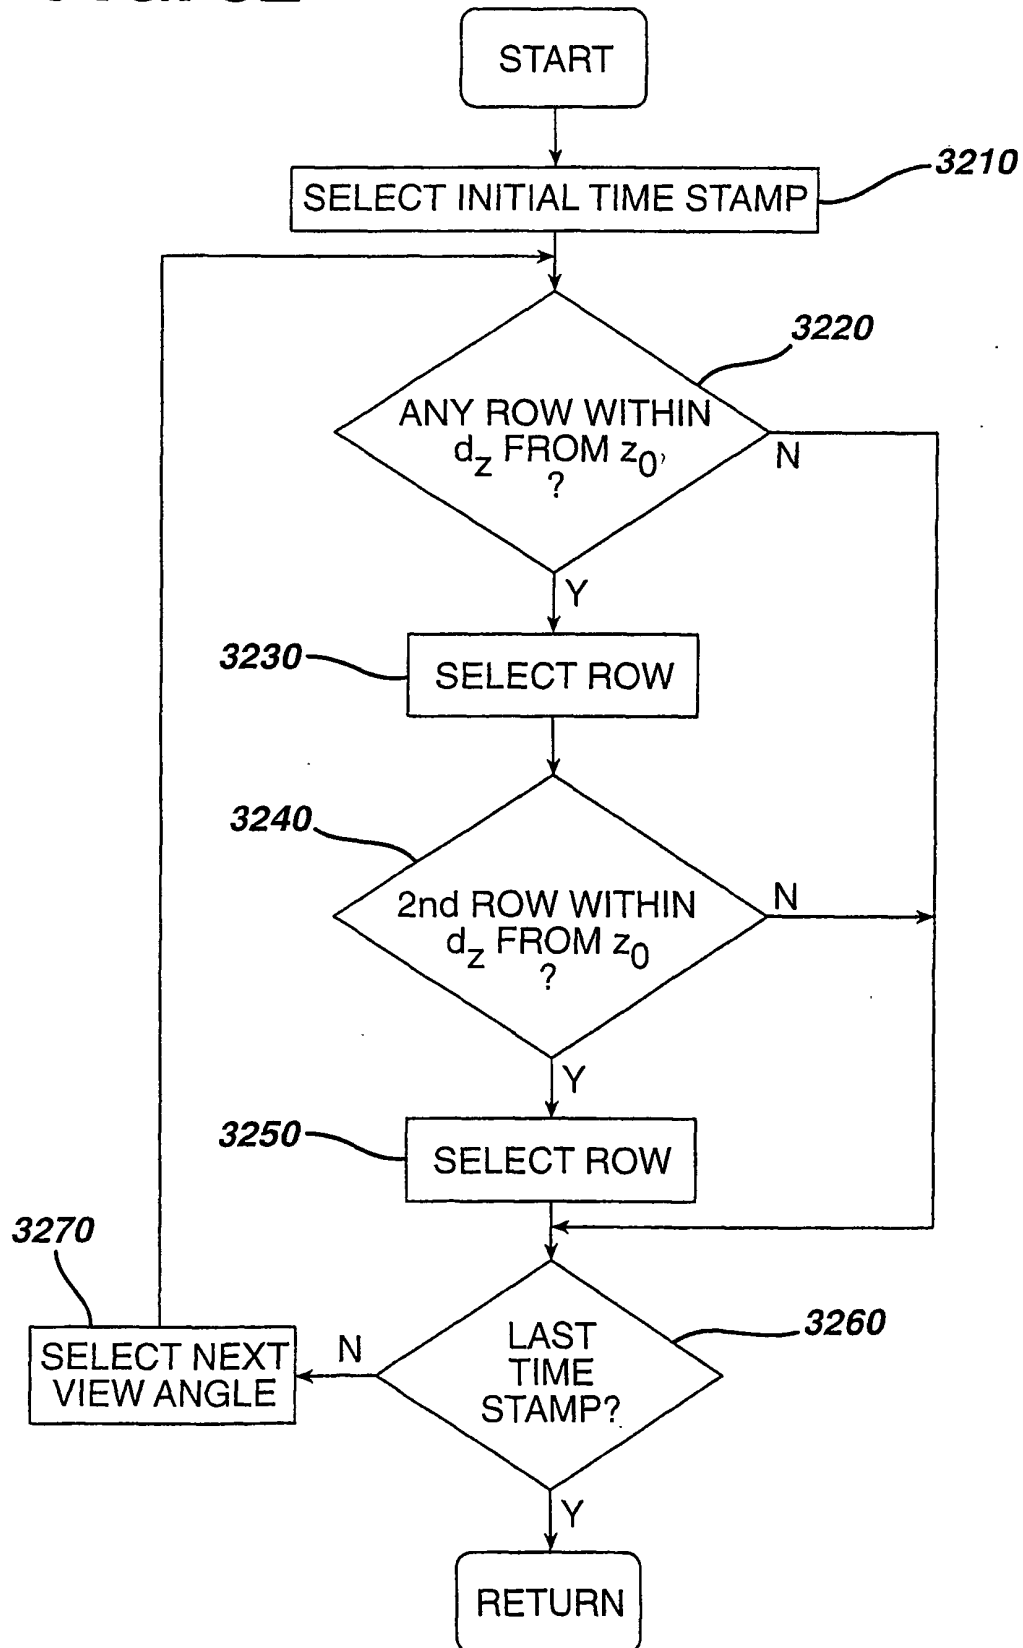 START
3210
SELECT INITIAL TIME STAMP
3220
ANY ROW WITHIN
dz FROM z0,
?
N
Y
3230
SELECT ROW
3240
2nd ROW WITHIN
dz FROM z0
?
N
Y
3250
SELECT ROW
3270
3260
LAST
TIME
STAMP?
N
SELECT NEXT
VIEW ANGLE
Y
RETURN